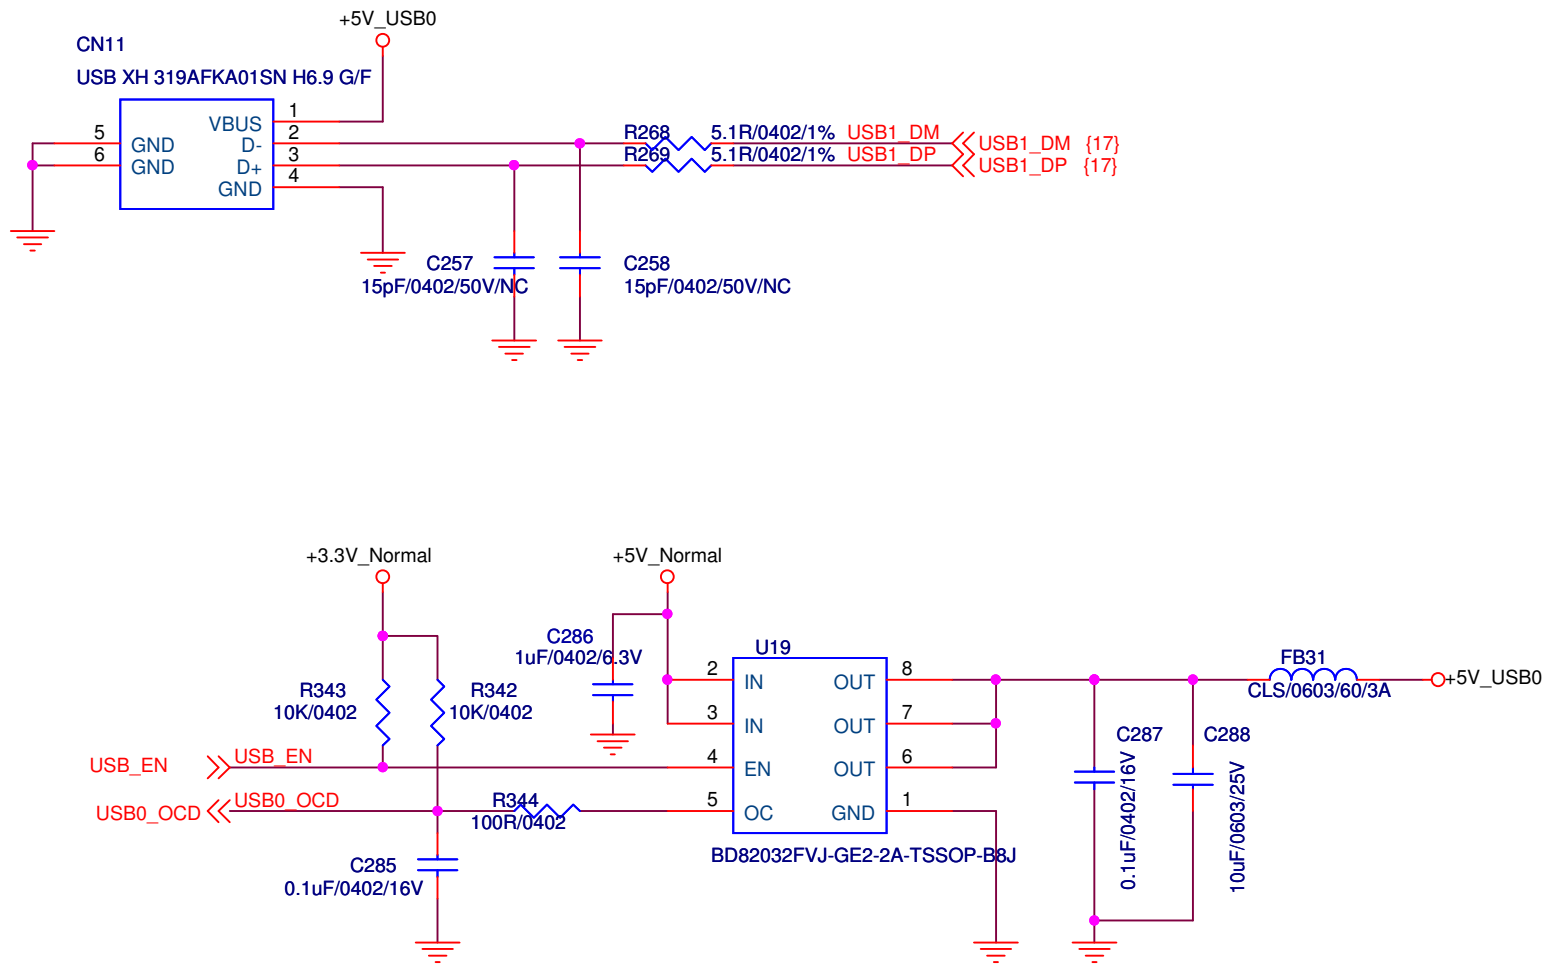 +5V_USB0
CN11
USB XH 319AFKA01SN H6.9 G/F
1
VBUS
5
GND
2
D-
R268
5.1R/0402/1%
USB1_DM
USB1_DM {17}
6
GND
3
D+
R269
5.1R/0402/1%
USB1_DP
USB1_DP {17}
4
GND
C257
15pF/0402/50V/NC
C258
15pF/0402/50V/NC
+3.3V_Normal
+5V_Normal
C286
1uF/0402/6.3V
U19
R343
10K/0402
R342
10K/0402
2
IN
OUT
8
FB31
CLS/0603/60/3A
+5V_USB0
3
IN
OUT
7
C287
0.1uF/0402/16V
C288
10uF/0603/25V
USB_EN
USB_EN
4
EN
OUT
6
USB0_OCD
USB0_OCD
R344
100R/0402
5
OC
GND
1
BD82032FVJ-GE2-2A-TSSOP-B8J
C285
0.1uF/0402/16V